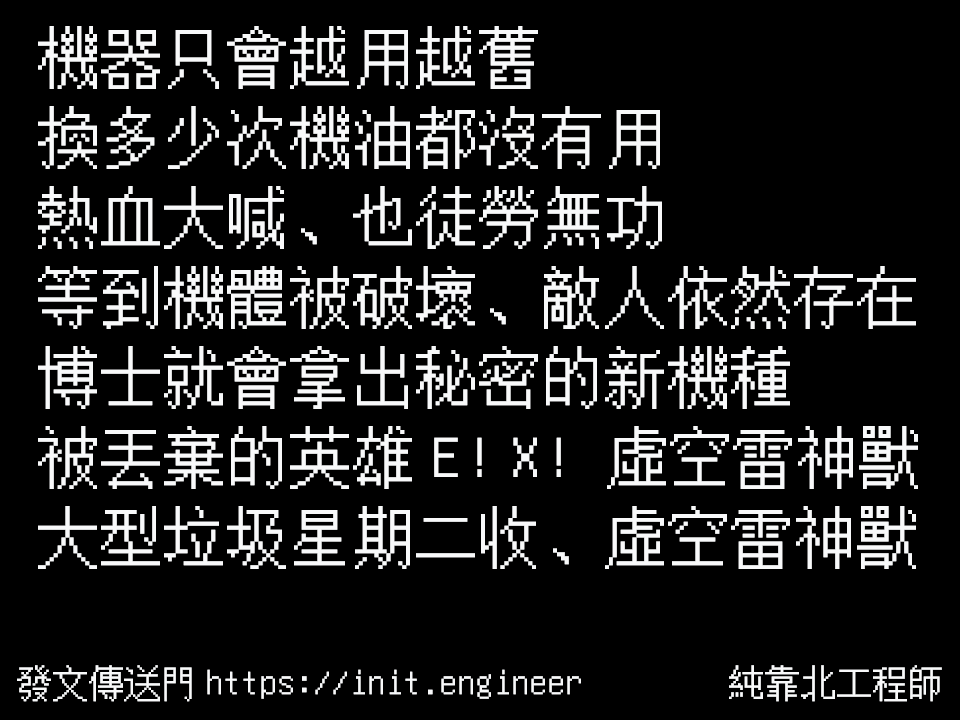 機器只會越用越舊
換多少次機油都沒有用
熱血大喊、也徒勞無功
等到機體被破壞、敵人依然存在
博士就會拿出秘密的新機種
被丟棄的英雄 E! X! 虛空雷神獸
大型垃圾星期二收、虛空雷神獸
發文傳送門 https://init.engineer
純靠北工程師